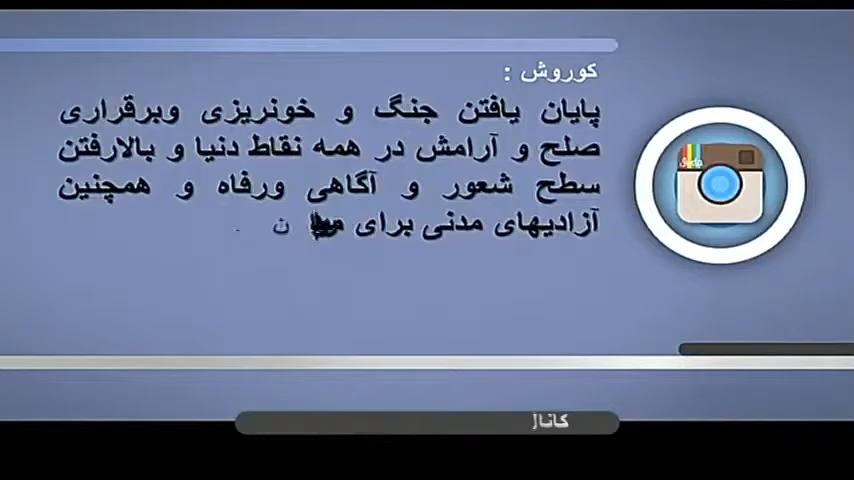 کوروش :
پایان یافتن جنگ و خونریزی وبرقراری
صلح و آرامش در همه نقاط دنیا و بالارفتن
سطح شعور و آگاهی ورفاه و همچنین
آزادیهای مدنی برای
کانال